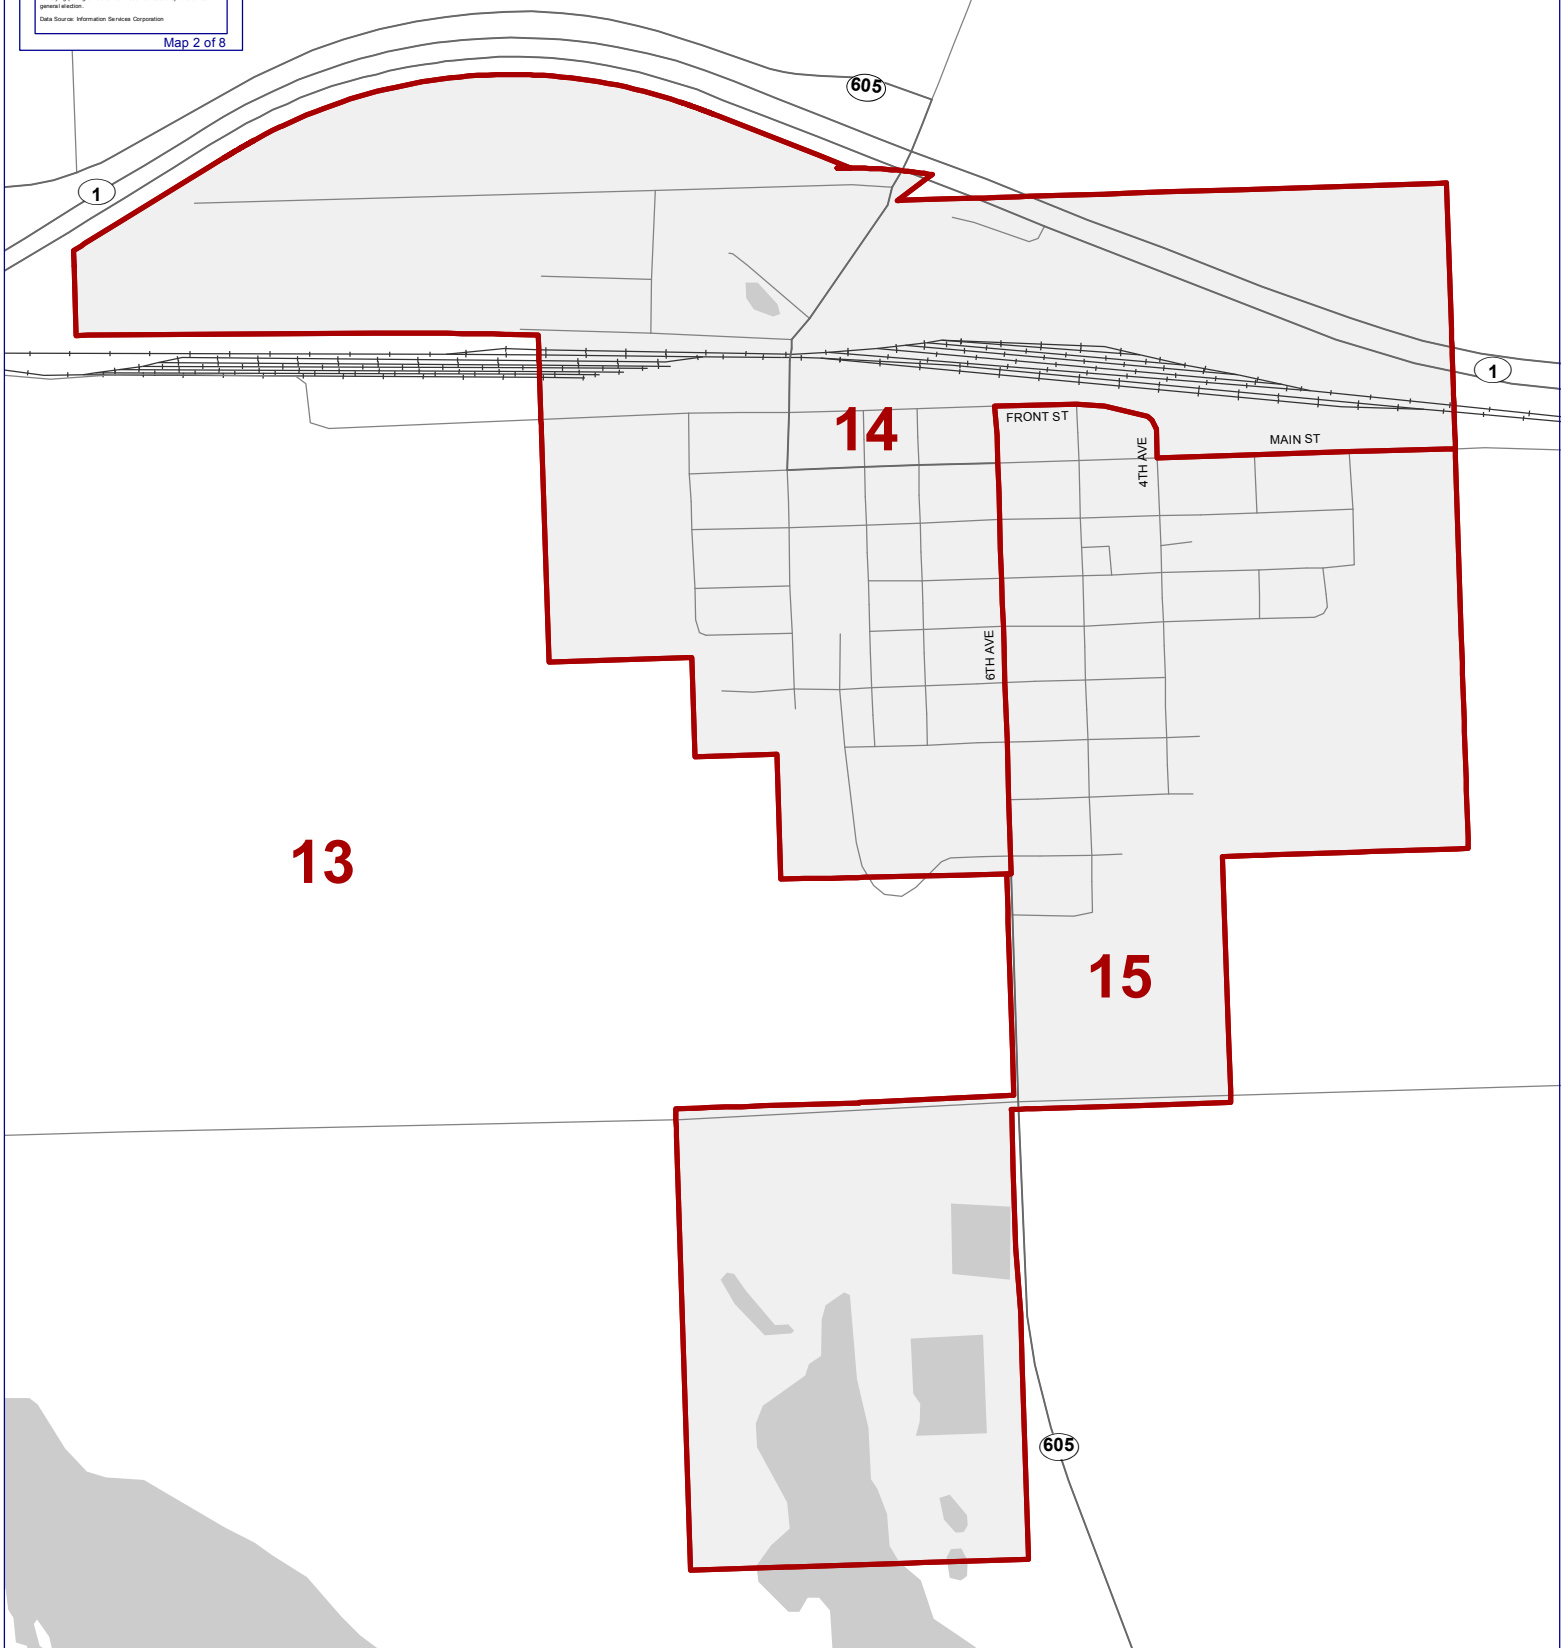 general election.
Data Source: Information Services Corporation
Map 2 of 8
605
1
1
14
FRONT ST
4TH AVE
MAIN ST
6TH AVE
13
15
605